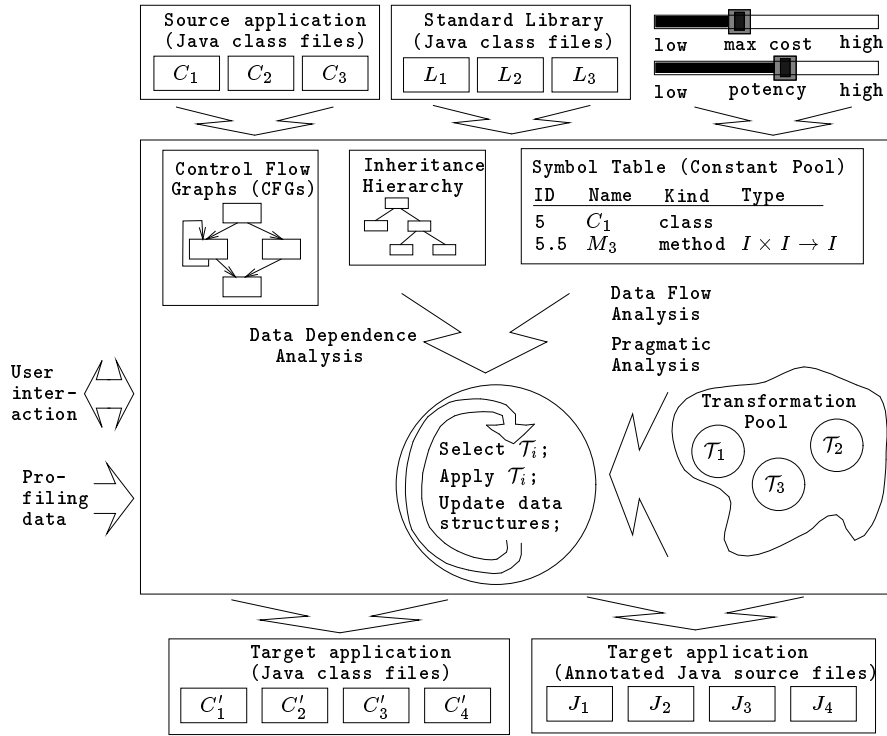 Source application
(Java class files)
C1 C2 C3
Standard Library
(Java class files)
L1 L2 L3
low max cost high
low potency high
Control Flow
Graphs (CFGs)
Inheritance
Hierarchy
Symbol Table (Constant Pool)
ID Name Kind Type
5 C1 class
5.5 M3 method I × I → I
Data Dependence
Analysis
Data Flow
Analysis
Pragmatic
Analysis
User
inter-
action
Pro-
filing
data
Select Ti;
Apply Ti;
Update data
structures;
Transformation
Pool
T1 T2
T3
Target application
(Java class files)
C′1 C′2 C′3 C′4
Target application
(Annotated Java source files)
J1 J2 J3 J4